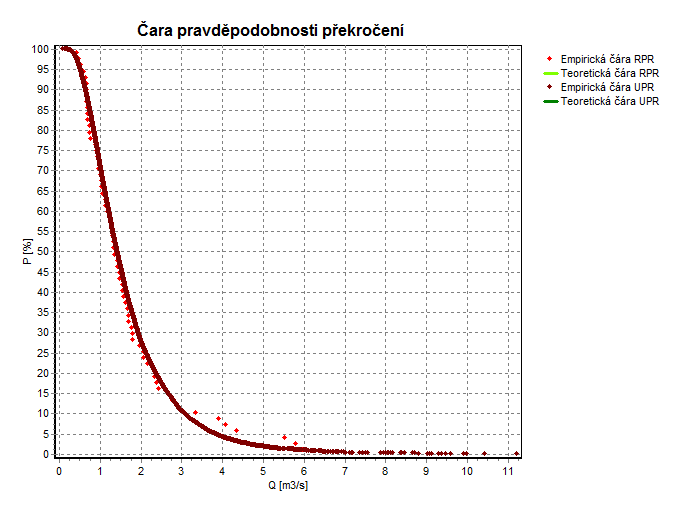 Čára pravděpodobnosti překročení
Empirická čára RPR
Teoretická čára RPR
Empirická čára UPR
Teoretická čára UPR
P [%]
100
95
90
85
80
75
70
65
60
55
50
45
40
35
30
25
20
15
10
5
0
0 1 2 3 4 5 6 7 8 9 10 11
Q [m3/s]